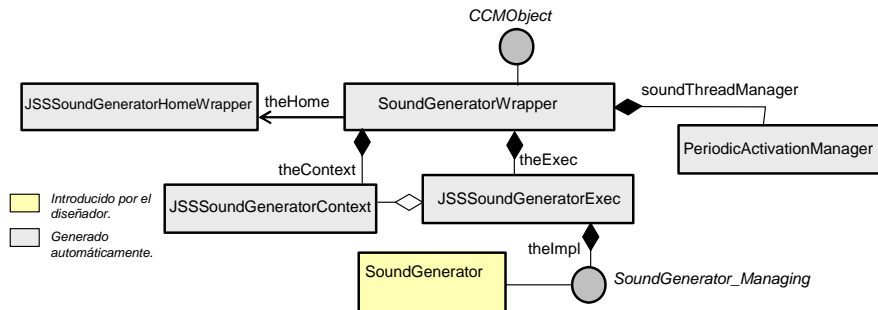 CCMObject
soundThreadManager
JSSSoundGeneratorHomeWrapper
theHome
SoundGeneratorWrapper
PeriodicActivationManager
theContext
theExec
JSSSoundGeneratorContext
JSSSoundGeneratorExec
Introducido por el
diseñador.
Generado
automáticamente.
theImpl
SoundGenerator
SoundGenerator_Managing